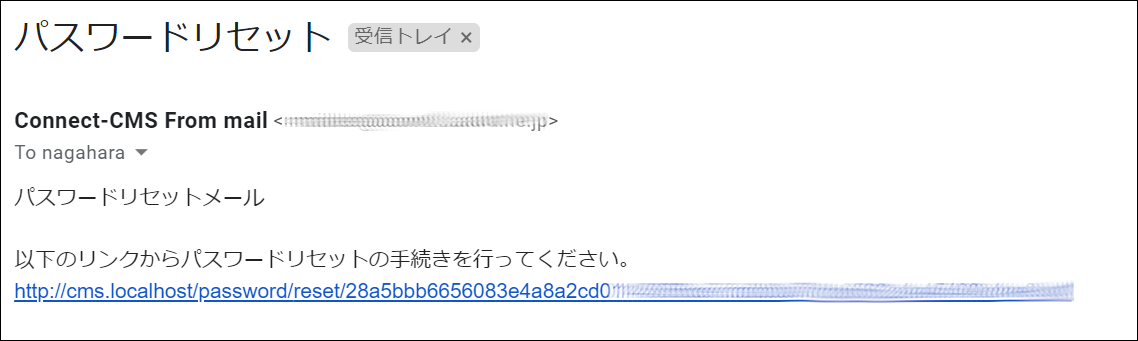 パスワードリセット 受信トレイ ×
Connect-CMS From mail < e.jp>
To nagahara
パスワードリセットメール
以下のリンクからパスワードリセットの手続きを行ってください。
http://cms.localhost/password/reset/28a5bbb6656083e4a8a2cd0